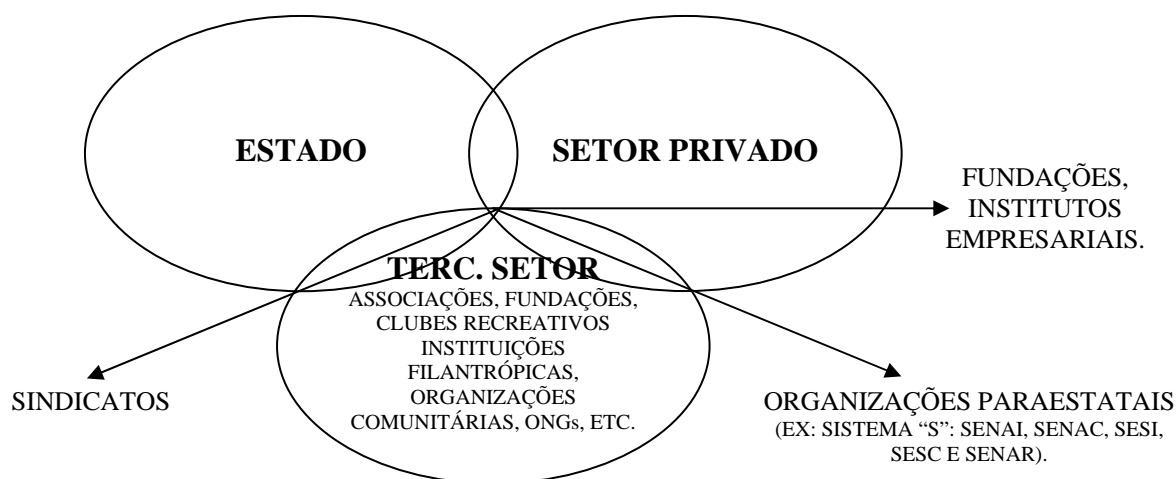 ESTADO
SETOR PRIVADO
FUNDAÇÕES,
INSTITUTOS
EMPRESARIAIS.
TERC. SETOR
ASSOCIAÇÕES, FUNDAÇÕES,
CLUBES RECREATIVOS
INSTITUIÇÕES
FILANTRÓPICAS,
ORGANIZAÇÕES
COMUNITÁRIAS, ONGs, ETC.
SINDICATOS
ORGANIZAÇÕES PARAESTATAIS
(EX: SISTEMA “S”: SENAI, SENAC, SESI,
SESC E SENAR).